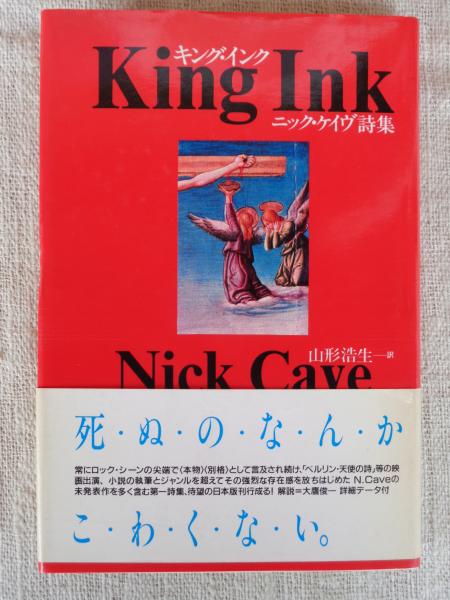 キング・インク
King Ink
ニック・ケイヴ詩集
山形浩生―訳
Nick Cave
死・ぬ・の・な・ん・か
常にロック・シーンの尖端で〈本物〉〈別格〉として言及され続け、「ベルリン・天使の詩」等の映
画出演、小説の執筆とジャンルを超えてその強烈な存在感を放ちはじめた N.Caveの
未発表作を多く含む第一詩集、待望の日本版刊行成る! 解説=大鷹俊一 詳細データ付
こ・わ・く・な・い。